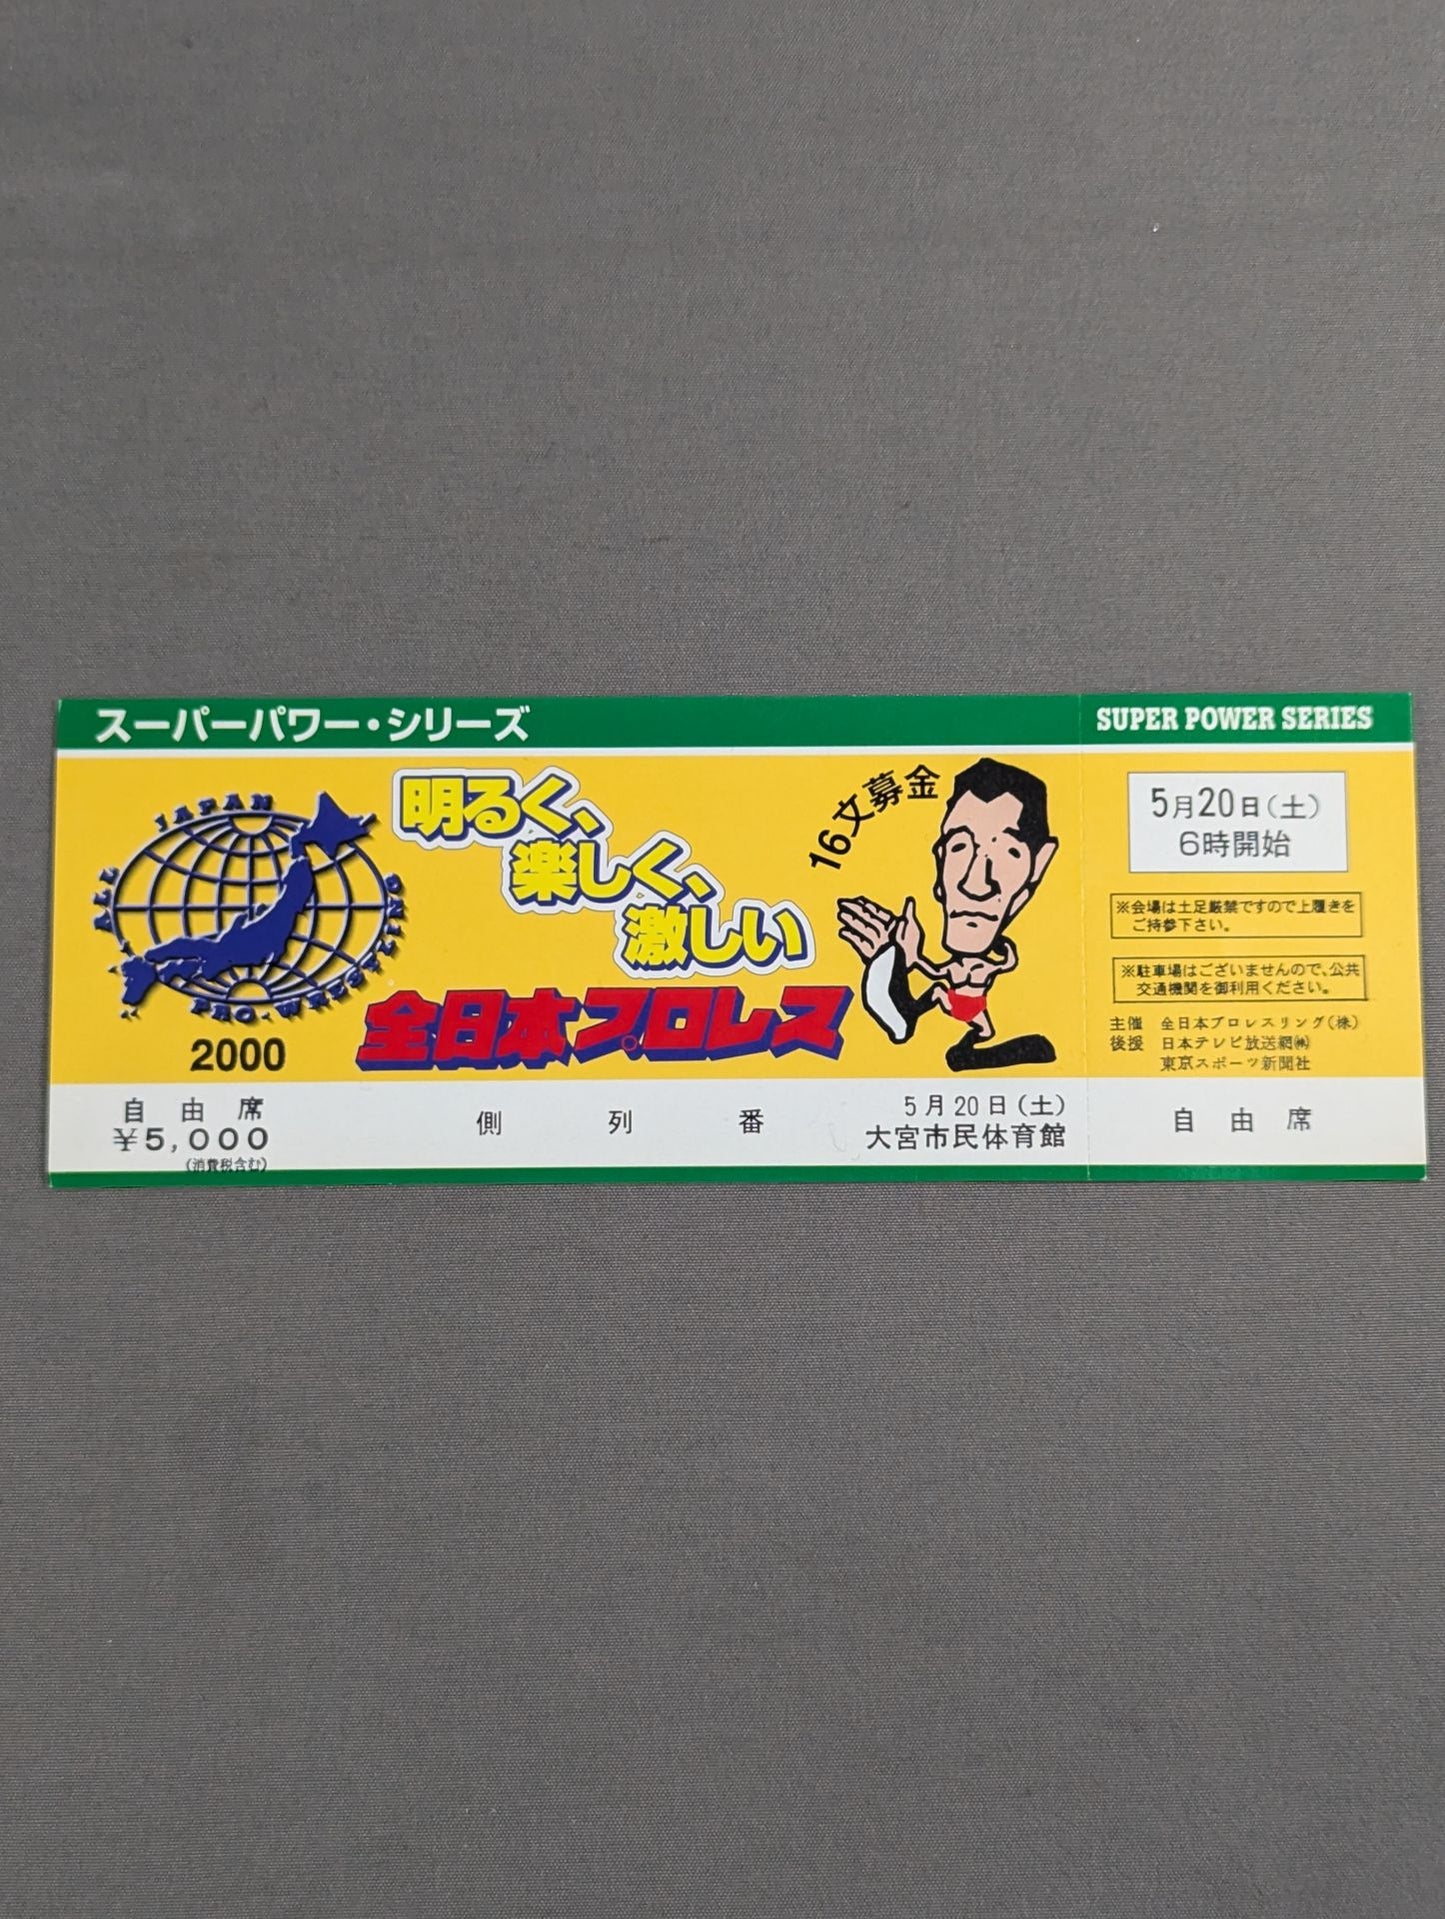 スーパーパワー・シリーズ
SUPER POWER SERIES
ALL JAPAN PRO-WRESTLING
2000
明るく、
楽しく、
激しい
全日本プロレス
16文募金
自由席
¥5,000
(消費税含む)
側 列 番
5月20日(土)
大宮市民体育館
5月20日(土)
6時開始
※会場は土足厳禁ですので上履きを
ご持参下さい。
※駐車場はございませんので、公共
交通機関を御利用ください。
主催 全日本プロレスリング(株)
後援 日本テレビ放送網㈱
東京スポーツ新聞社
自由席